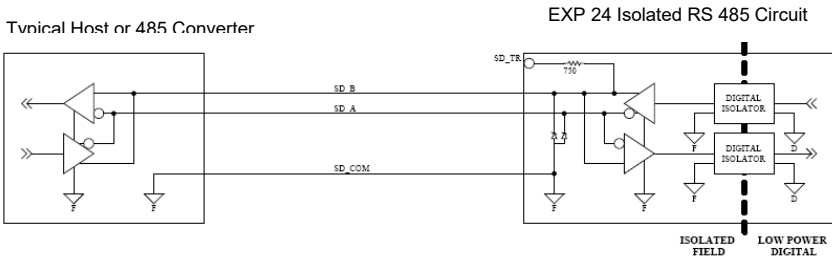 EXP 24 Isolated RS 485 Circuit
Typical Host or 485 Converter
SD_TR
750
SD_B
SD_A
SD_COM
DIGITAL
ISOLATOR
DIGITAL
ISOLATOR
F
D
F
D
F
F
F
F
ISOLATED
FIELD
LOW POWER
DIGITAL